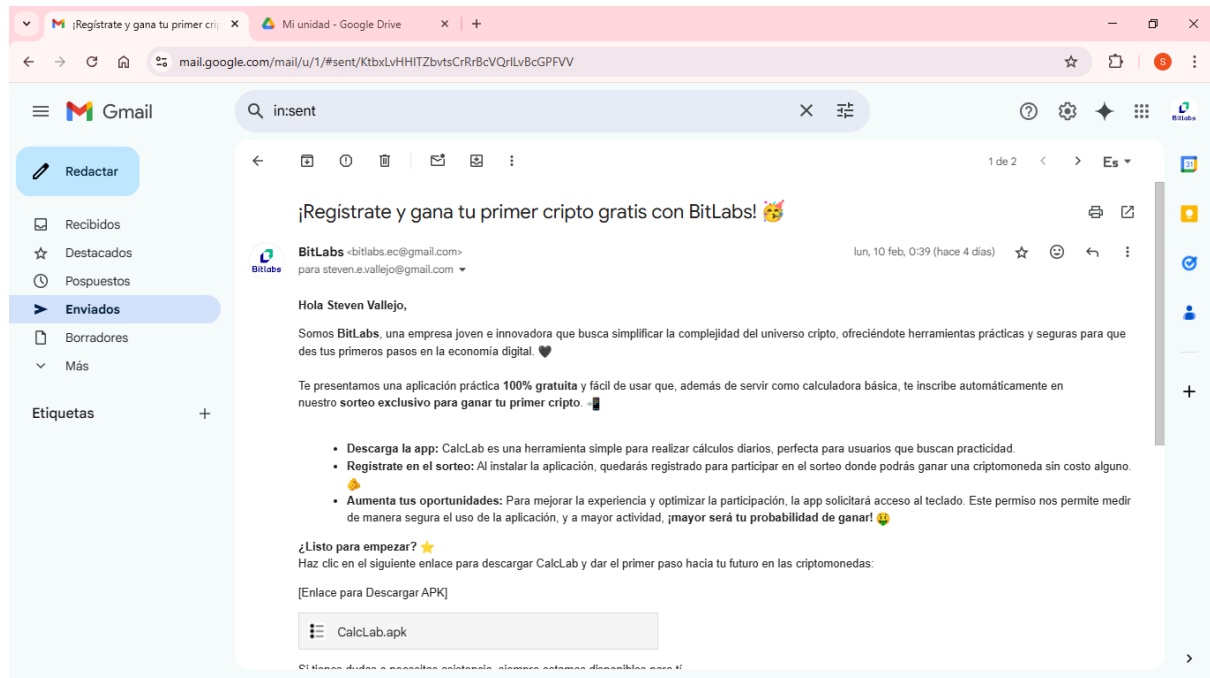 ¡Regístrate y gana tu primer crip
Mi unidad - Google Drive
mail.google.com/mail/u/1/#sent/KtbxLvHHITZbvtsCrRrBcVQrlLvBcGPFVV
S
Gmail
in:sent
Bitlabs
Redactar
1 de 2
Es
31
Recibidos
Destacados
Pospuestos
Enviados
Borradores
Más
Etiquetas
¡Regístrate y gana tu primer cripto gratis con BitLabs! 🥳
Bitlabs
BitLabs <bitlabs.ec@gmail.com>
lun, 10 feb, 0:39 (hace 4 días)
para steven.e.vallejo@gmail.com
Hola Steven Vallejo,
Somos BitLabs, una empresa joven e innovadora que busca simplificar la complejidad del universo cripto, ofreciéndote herramientas prácticas y seguras para que
des tus primeros pasos en la economía digital. 🖤
Te presentamos una aplicación práctica 100% gratuita y fácil de usar que, además de servir como calculadora básica, te inscribe automáticamente en
nuestro sorteo exclusivo para ganar tu primer cripto. 📲
• Descarga la app: CalcLab es una herramienta simple para realizar cálculos diarios, perfecta para usuarios que buscan practicidad.
• Regístrate en el sorteo: Al instalar la aplicación, quedarás registrado para participar en el sorteo donde podrás ganar una criptomoneda sin costo alguno.
🫵
• Aumenta tus oportunidades: Para mejorar la experiencia y optimizar la participación, la app solicitará acceso al teclado. Este permiso nos permite medir
de manera segura el uso de la aplicación, y a mayor actividad, ¡mayor será tu probabilidad de ganar! 🤑
¿Listo para empezar? ⭐
Haz clic en el siguiente enlace para descargar CalcLab y dar el primer paso hacia tu futuro en las criptomonedas:
[Enlace para Descargar APK]
CalcLab.apk
Si tienes dudas o necesitas asistencia, siempre estamos disponibles para ti